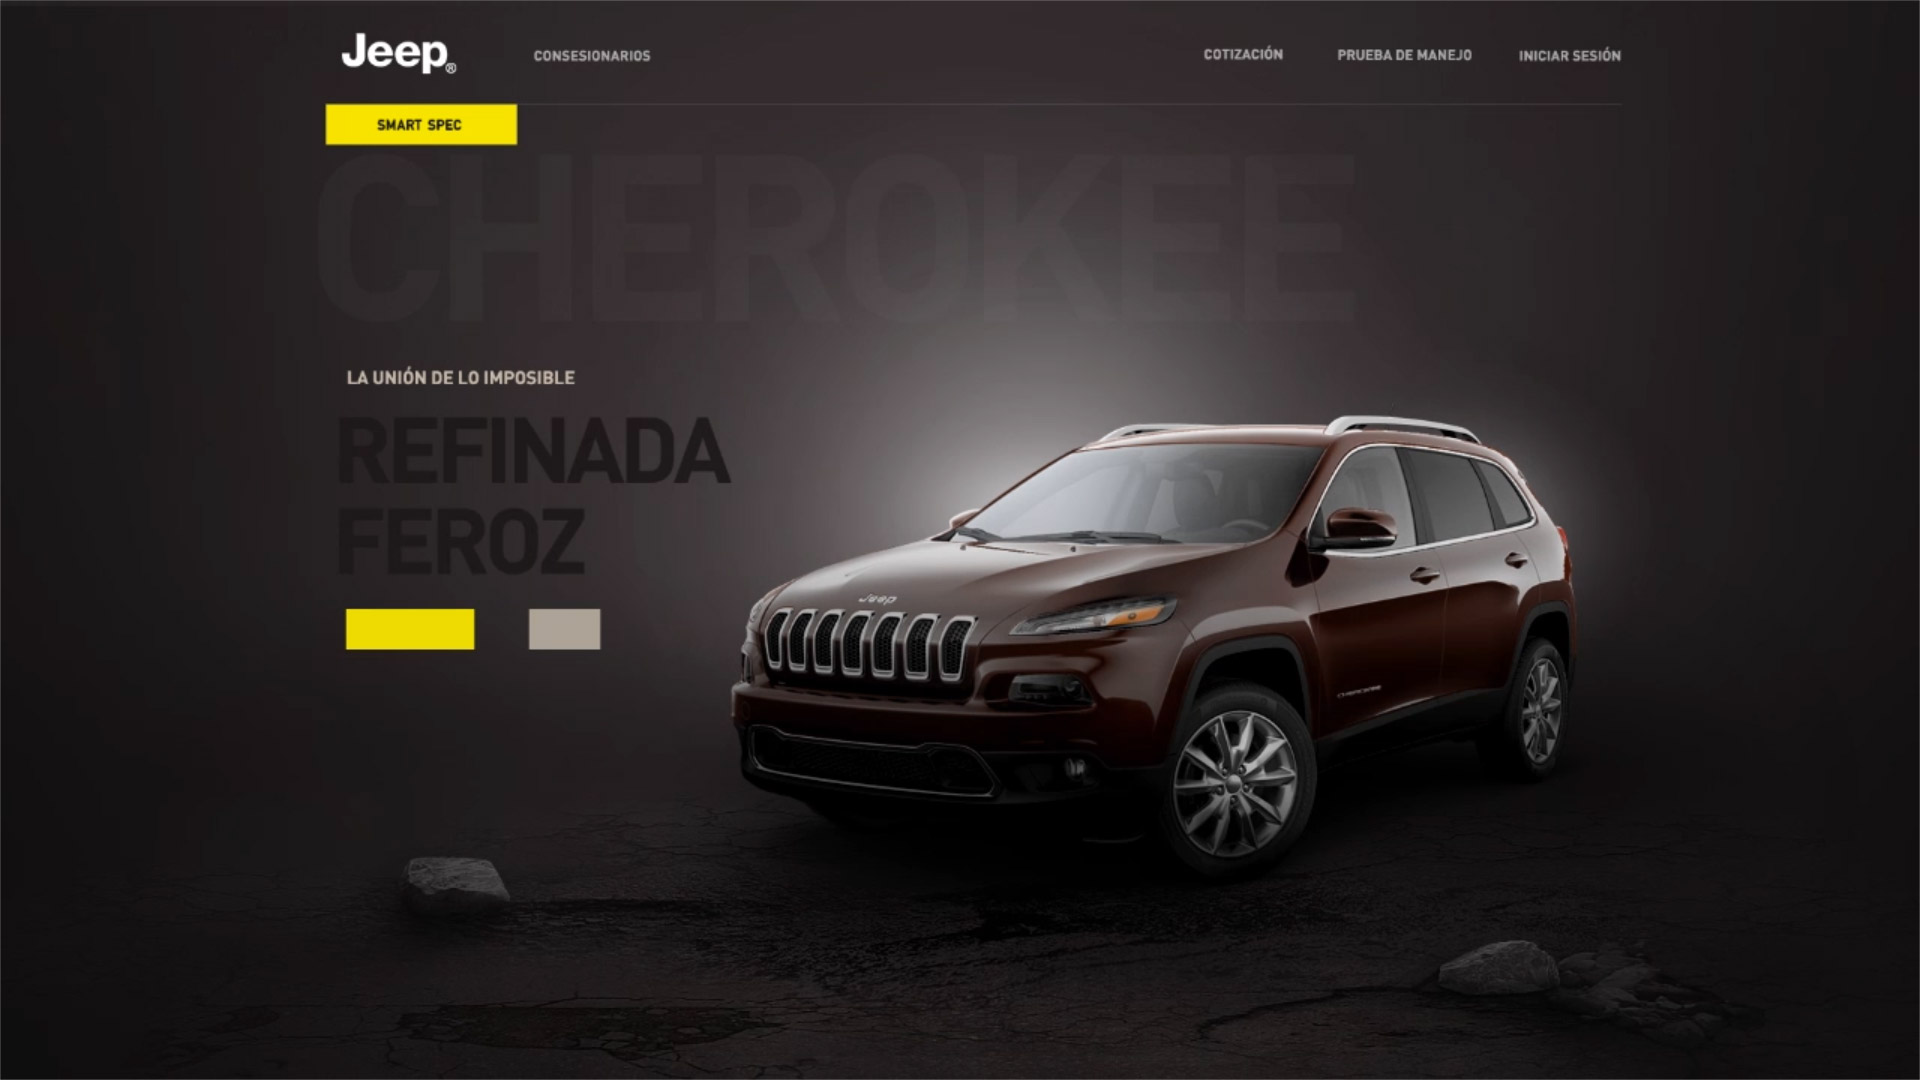 Jeep®
CONSESIONARIOS
COTIZACIÓN
PRUEBA DE MANEJO
INICIAR SESIÓN
SMART SPEC
CHEROKEE
LA UNIÓN DE LO IMPOSIBLE
REFINADA
FEROZ
Jeep
CHEROKEE